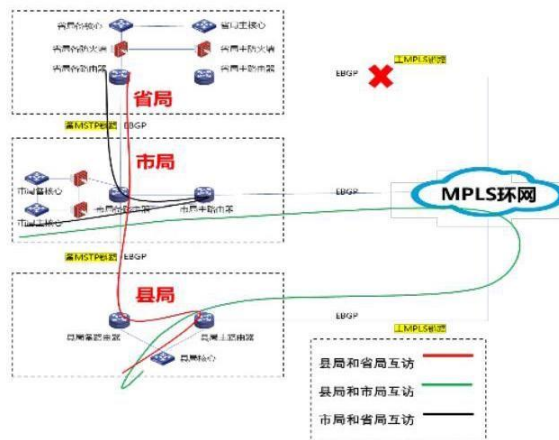 省局备核心
省局主核心
省局备防火墙
省局主防火墙
省局备路由器
省局主路由器
省局
主MPLS链路
EBGP
备MSTP链路
EBGP
市局
市局备核心
市局主核心
市局备路由器
市局主路由器
EBGP
MPLS环网
备MSTP链路
EBGP
县局
县局备路由器
县局主路由器
县局核心
EBGP
主MPLS链路
县局和省局互访
县局和市局互访
市局和省局互访